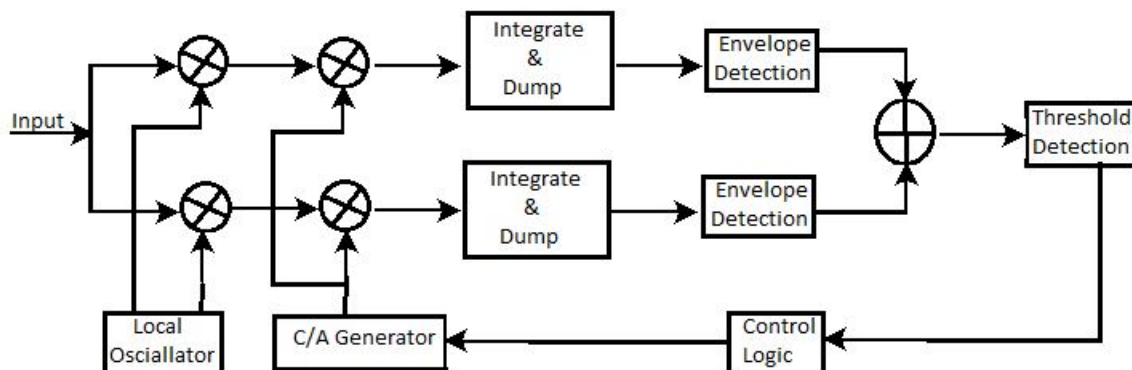 Input
Integrate
&
Dump
Envelope
Detection
Threshold
Detection
Integrate
&
Dump
Envelope
Detection
Local
Osciallator
C/A Generator
Control
Logic